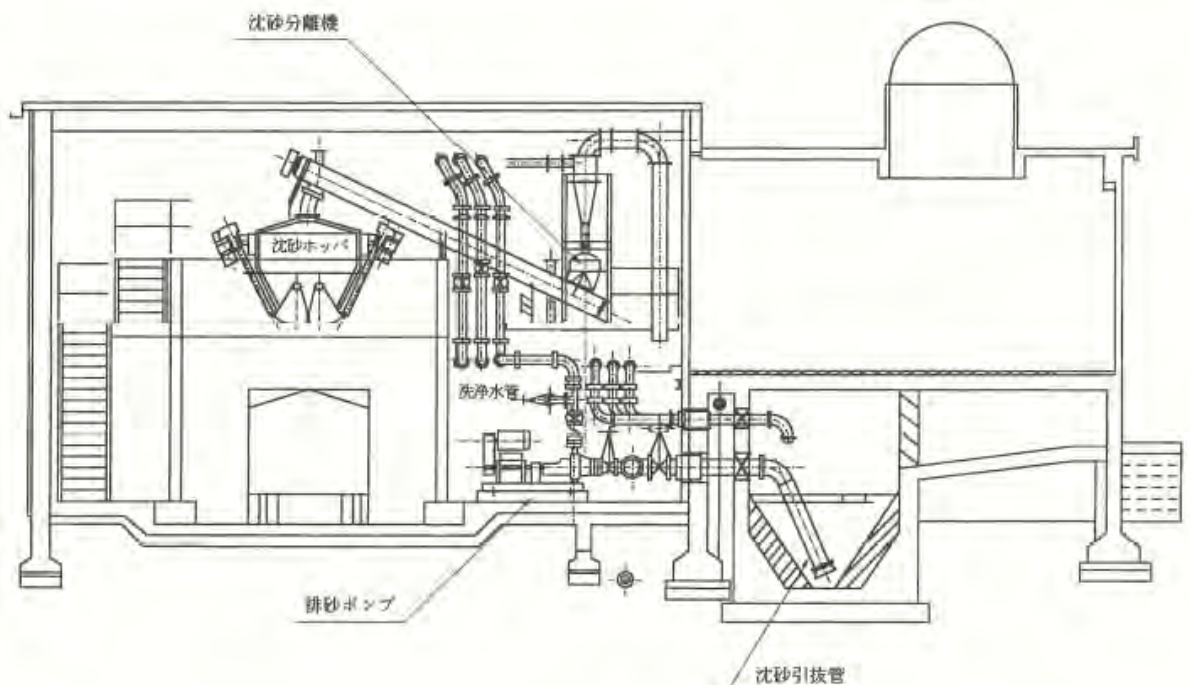 沈砂分離機
沈砂ホッパ
洗浄水管
排砂ポンプ
沈砂引抜管